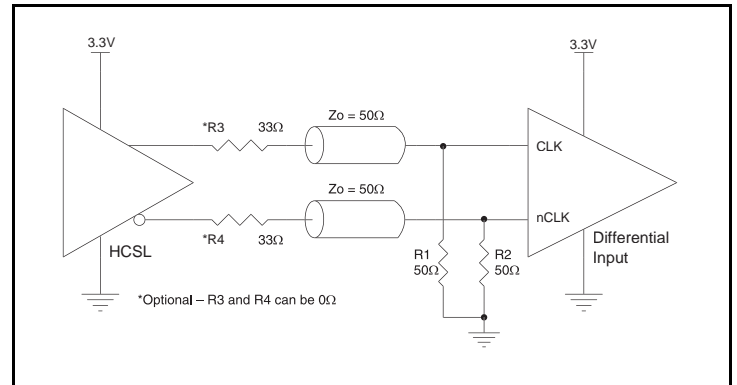 3.3V
3.3V
*R3
33Ω
Zo = 50Ω
CLK
Zo = 50Ω
nCLK
*R4
33Ω
HCSL
R1
50Ω
R2
50Ω
Differential
Input
*Optional – R3 and R4 can be 0Ω